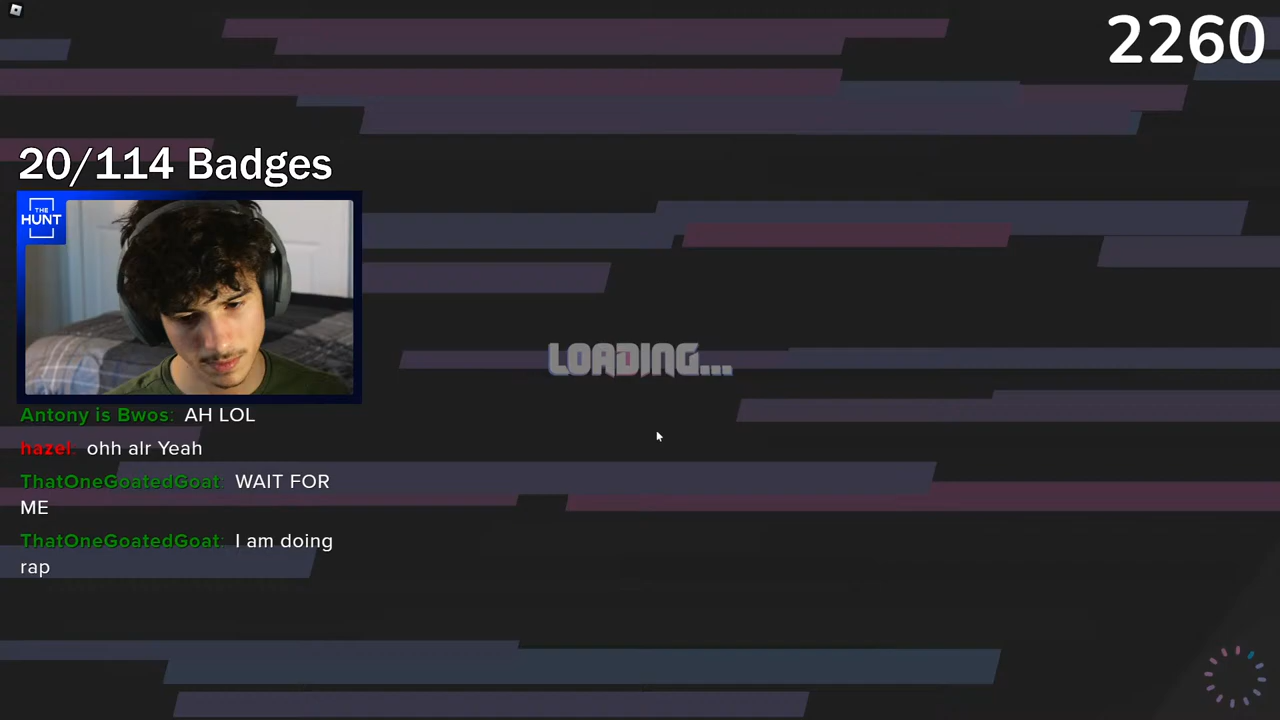 2260
20/114 Badges
THE
HUNT
LOADING...
Antony is Bwos: AH LOL
hazel: ohh alr Yeah
ThatOneGoatedGoat: WAIT FOR
ME
ThatOneGoatedGoat: I am doing
rap